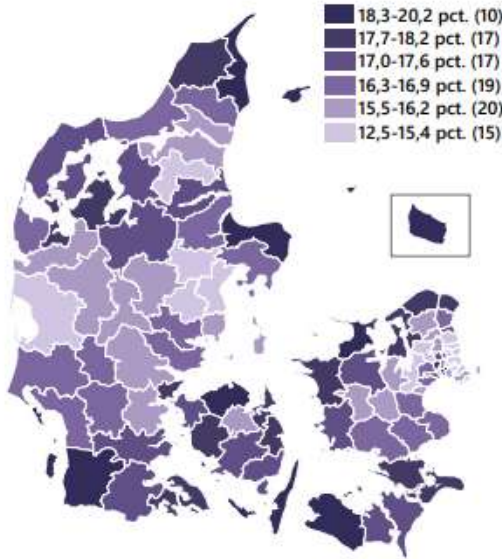 18,3-20,2 pct. (10)
17,7-18,2 pct. (17)
17,0-17,6 pct. (17)
16,3-16,9 pct. (19)
15,5-16,2 pct. (20)
12,5-15,4 pct. (15)